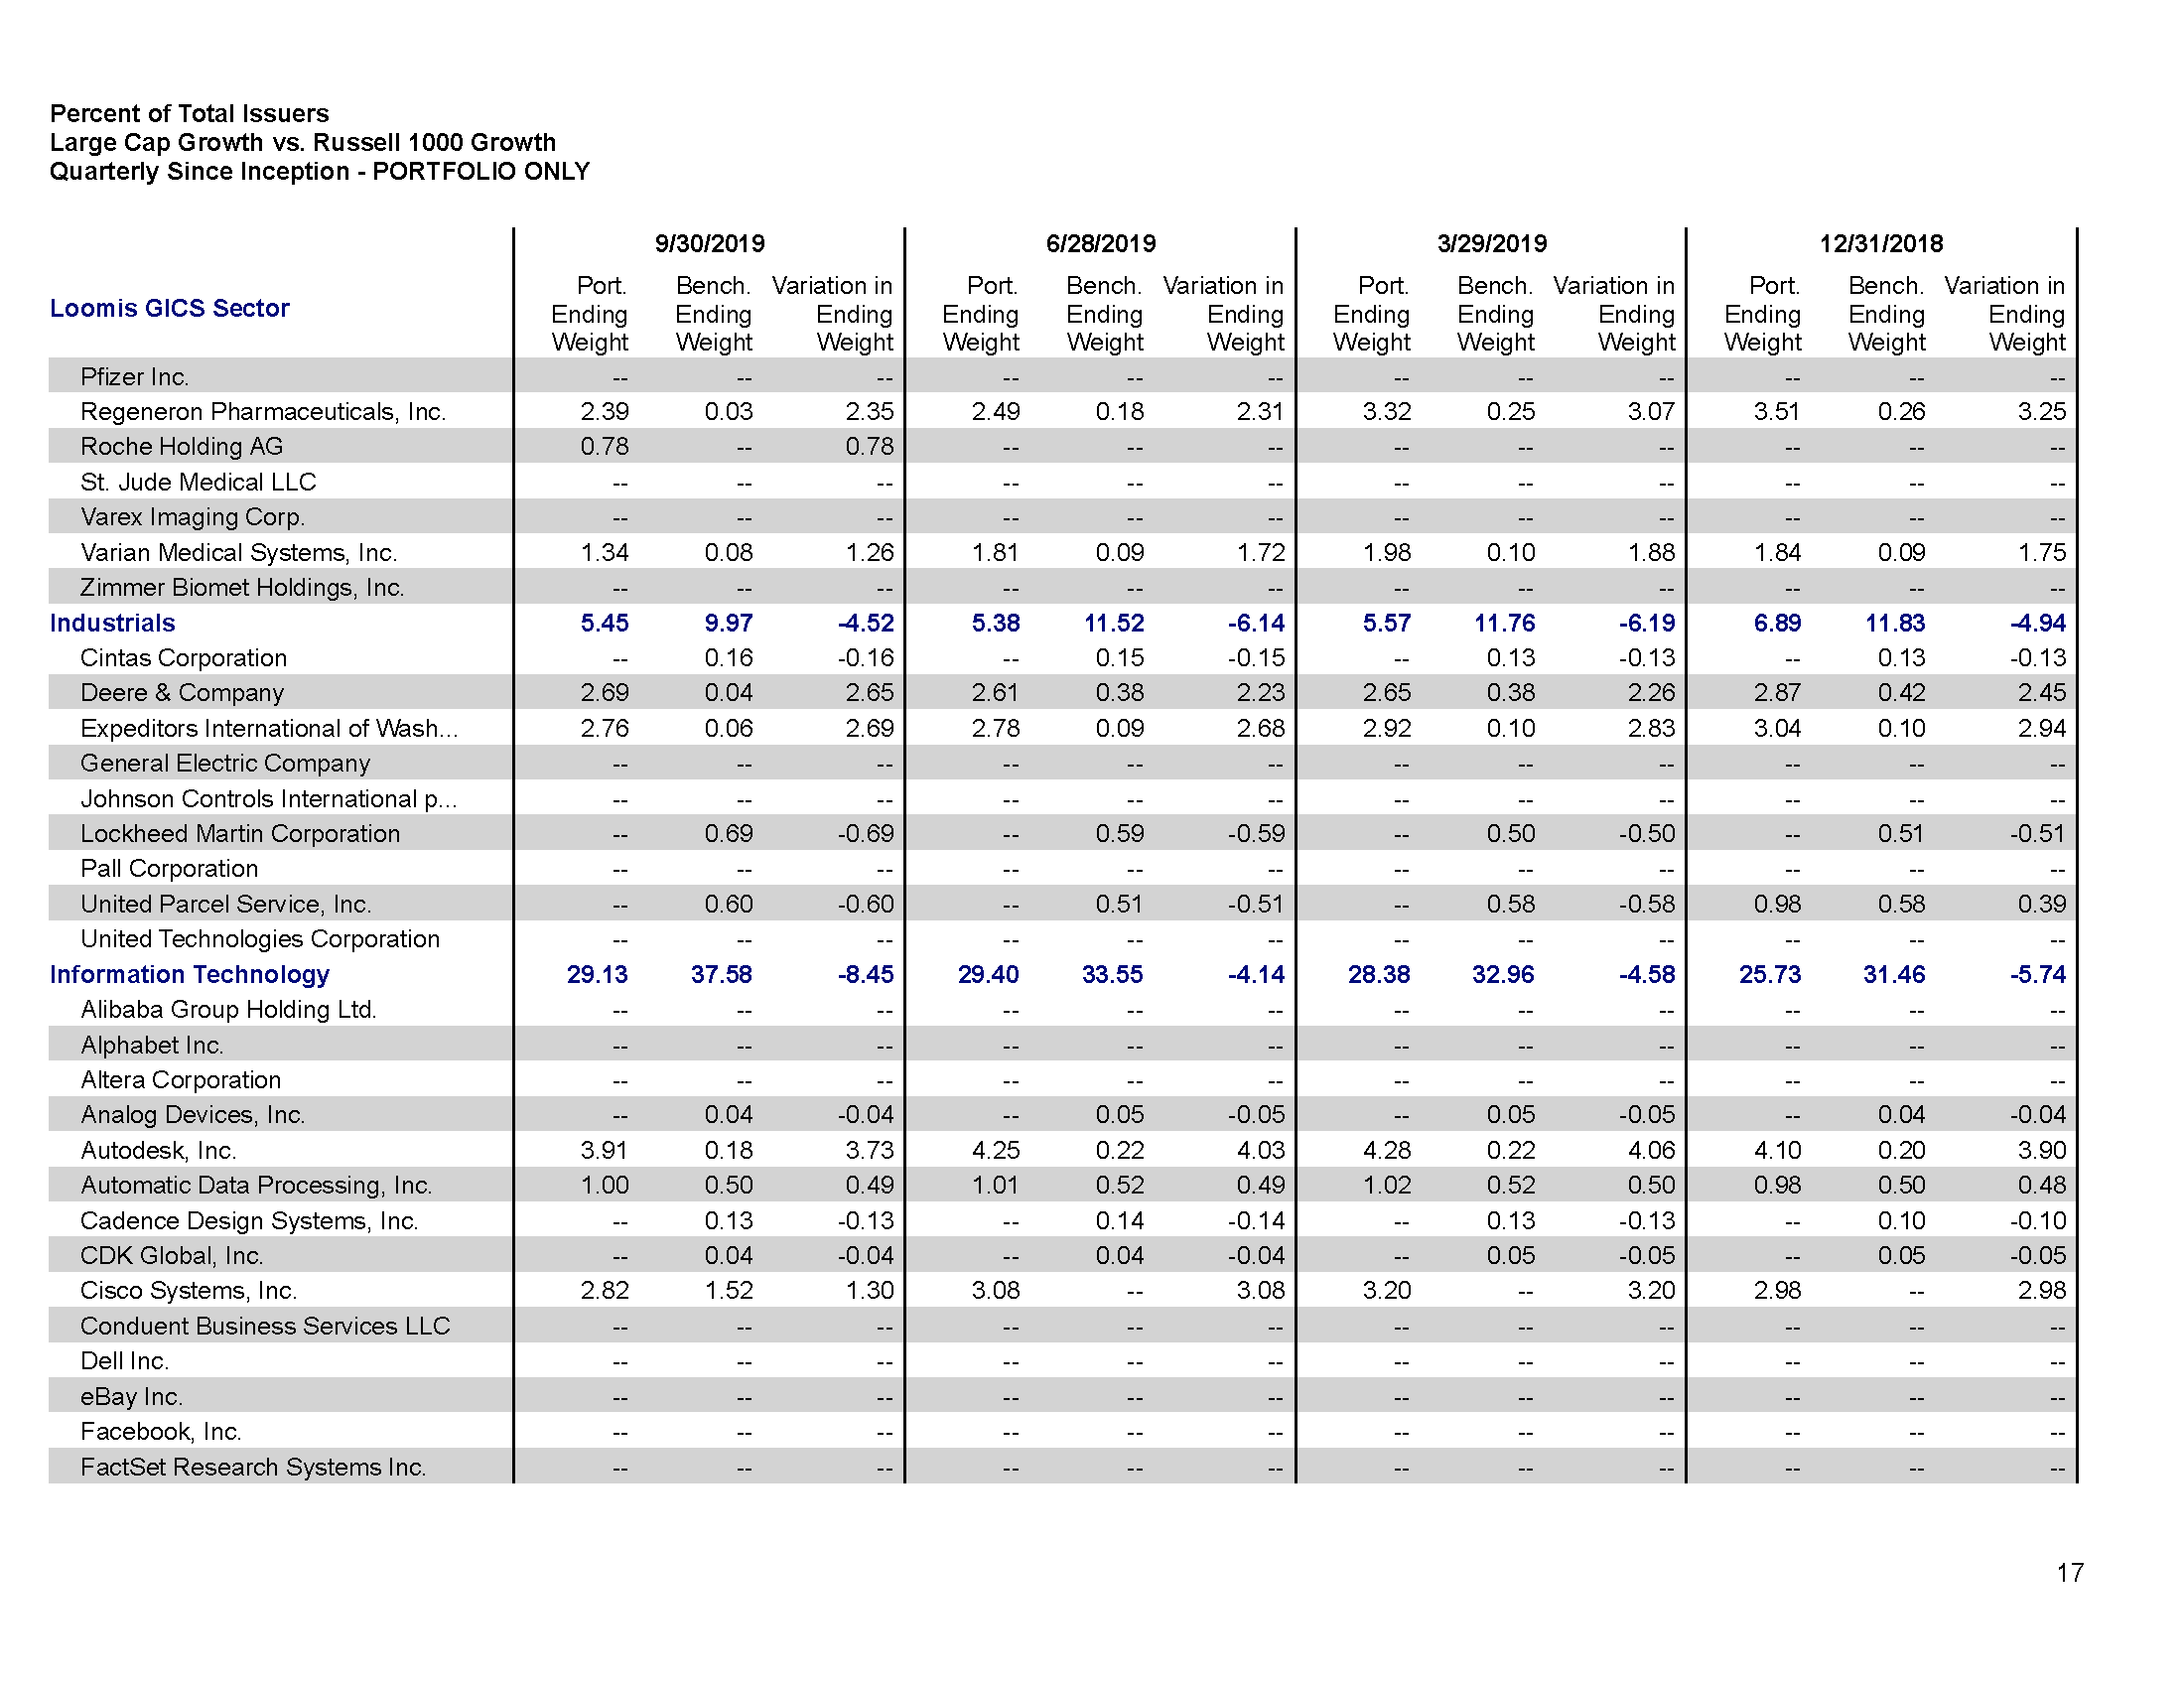 Percent of Total Issuers
Large Cap Growth vs. Russell 1000 Growth
Quarterly Since Inception - PORTFOLIO ONLY
9/30/2019 6/28/2019 3/29/2019 12/31/2018
Loomis GICS Sector
Port. Bench. Variation in Port. Bench. Variation in Port. Bench. Variation in Port. Bench. Variation in
Ending Ending Ending Ending Ending Ending Ending Ending Ending Ending Ending Ending
Weight Weight Weight Weight Weight Weight Weight Weight Weight Weight Weight Weight
Pfizer Inc. -- -- -- -- -- -- -- -- -- -- -- --
Regeneron Pharmaceuticals, Inc. 2.39 0.03 2.35 2.49 0.18 2.31 3.32 0.25 3.07 3.51 0.26 3.25
Roche Holding AG 0.78 -- 0.78 -- -- -- -- -- -- -- -- --
St. Jude Medical LLC -- -- -- -- -- -- -- -- -- -- -- --
Varex Imaging Corp. -- -- -- -- -- -- -- -- -- -- -- --
Varian Medical Systems, Inc. 1.34 0.08 1.26 1.81 0.09 1.72 1.98 0.10 1.88 1.84 0.09 1.75
Zimmer Biomet Holdings, Inc. -- -- -- -- -- -- -- -- -- -- -- --
Industrials 5.45 9.97 -4.52 5.38 11.52 -6.14 5.57 11.76 -6.19 6.89 11.83 -4.94
Cintas Corporation -- 0.16 -0.16 -- 0.15 -0.15 -- 0.13 -0.13 -- 0.13 -0.13
Deere & Company 2.69 0.04 2.65 2.61 0.38 2.23 2.65 0.38 2.26 2.87 0.42 2.45
Expeditors International of Wash... 2.76 0.06 2.69 2.78 0.09 2.68 2.92 0.10 2.83 3.04 0.10 2.94
General Electric Company -- -- -- -- -- -- -- -- -- -- -- --
Johnson Controls International p... -- -- -- -- -- -- -- -- -- -- -- --
Lockheed Martin Corporation -- 0.69 -0.69 -- 0.59 -0.59 -- 0.50 -0.50 -- 0.51 -0.51
Pall Corporation -- -- -- -- -- -- -- -- -- -- -- --
United Parcel Service, Inc. -- 0.60 -0.60 -- 0.51 -0.51 -- 0.58 -0.58 0.98 0.58 0.39
United Technologies Corporation -- -- -- -- -- -- -- -- -- -- -- --
Information Technology 29.13 37.58 -8.45 29.40 33.55 -4.14 28.38 32.96 -4.58 25.73 31.46 -5.74
Alibaba Group Holding Ltd. -- -- -- -- -- -- -- -- -- -- -- --
Alphabet Inc. -- -- -- -- -- -- -- -- -- -- -- --
Altera Corporation -- -- -- -- -- -- -- -- -- -- -- --
Analog Devices, Inc. -- 0.04 -0.04 -- 0.05 -0.05 -- 0.05 -0.05 -- 0.04 -0.04
Autodesk, Inc. 3.91 0.18 3.73 4.25 0.22 4.03 4.28 0.22 4.06 4.10 0.20 3.90
Automatic Data Processing, Inc. 1.00 0.50 0.49 1.01 0.52 0.49 1.02 0.52 0.50 0.98 0.50 0.48
Cadence Design Systems, Inc. -- 0.13 -0.13 -- 0.14 -0.14 -- 0.13 -0.13 -- 0.10 -0.10
CDK Global, Inc. -- 0.04 -0.04 -- 0.04 -0.04 -- 0.05 -0.05 -- 0.05 -0.05
Cisco Systems, Inc. 2.82 1.52 1.30 3.08 -- 3.08 3.20 -- 3.20 2.98 -- 2.98
Conduent Business Services LLC -- -- -- -- -- -- -- -- -- -- -- --
Dell Inc. -- -- -- -- -- -- -- -- -- -- -- --
eBay Inc. -- -- -- -- -- -- -- -- -- -- -- --
Facebook, Inc. -- -- -- -- -- -- -- -- -- -- -- --
FactSet Research Systems Inc. -- -- -- -- -- -- -- -- -- -- -- --
17